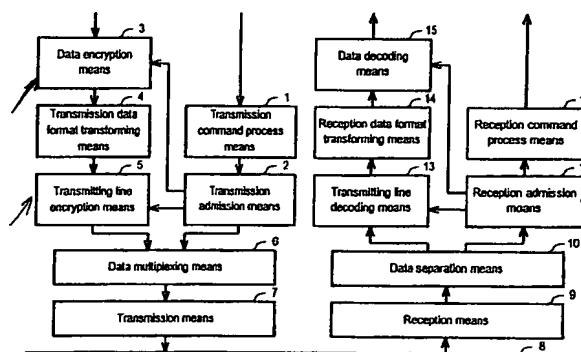 3
Data encryption
means
4
Transmission data
format transforming
means
5
Transmitting line
encryption means
1
Transmission
command process
means
2
Transmission
admission means
6
Data multiplexing means
7
Transmission means
15
Data decoding
means
14
Reception data format
transforming means
13
Transmitting line
decoding means
Reception command
process means
Reception admission
means
10
Data separation means
9
Reception means
8